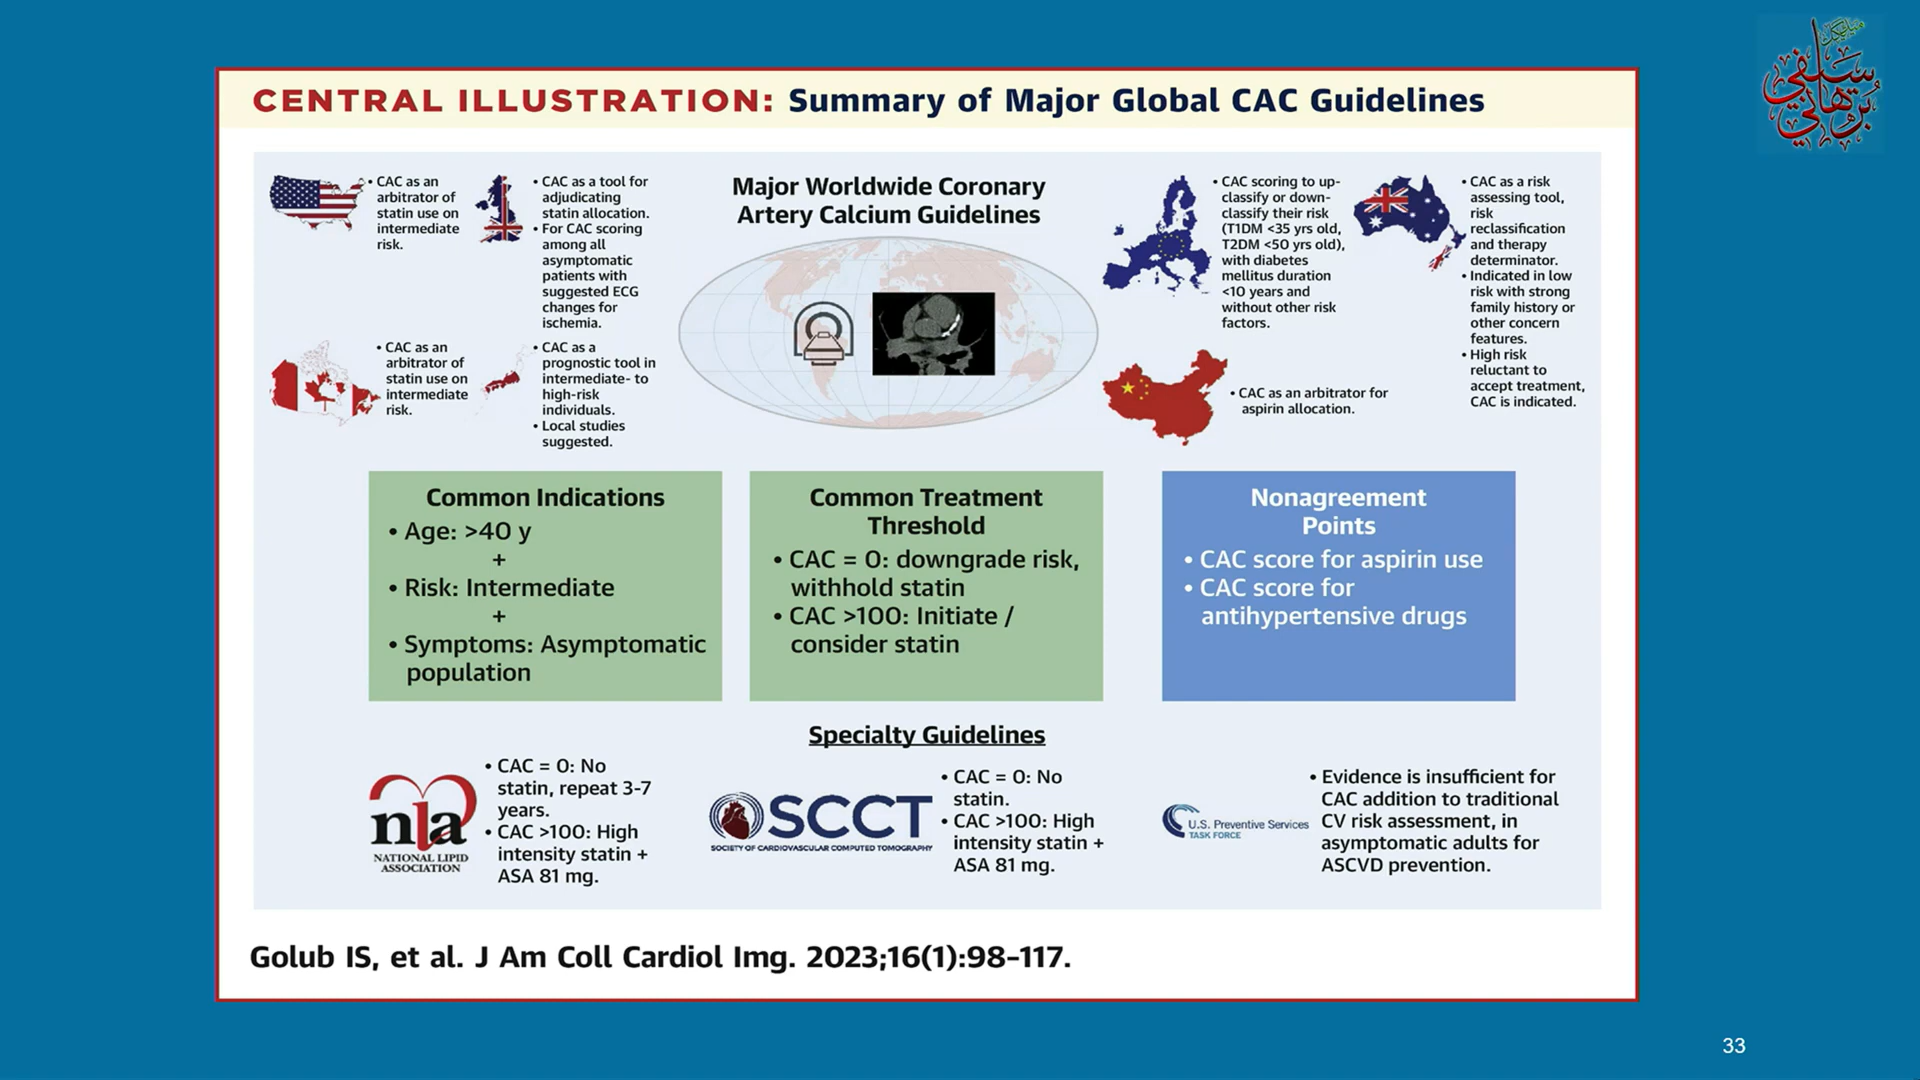 میڈیکل
سیفی
برہانی
CENTRAL ILLUSTRATION: Summary of Major Global CAC Guidelines
• CAC as an
arbitrator of
statin use on
intermediate
risk.
• CAC as a tool for
adjudicating
statin allocation.
• For CAC scoring
among all
asymptomatic
patients with
suggested ECG
changes for
ischemia.
Major Worldwide Coronary
Artery Calcium Guidelines
• CAC scoring to up-
classify or down-
classify their risk
(T1DM <35 yrs old,
T2DM <50 yrs old),
with diabetes
mellitus duration
<10 years and
without other risk
factors.
• CAC as a risk
assessing tool,
risk
reclassification
and therapy
determinator.
• Indicated in low
risk with strong
family history or
other concern
features.
• High risk
reluctant to
accept treatment,
CAC is indicated.
• CAC as an
arbitrator of
statin use on
intermediate
risk.
• CAC as a
prognostic tool in
intermediate- to
high-risk
individuals.
• Local studies
suggested.
• CAC as an arbitrator for
aspirin allocation.
Common Indications
• Age: >40 y
+
• Risk: Intermediate
+
• Symptoms: Asymptomatic
population
Common Treatment
Threshold
• CAC = 0: downgrade risk,
withhold statin
• CAC >100: Initiate /
consider statin
Nonagreement
Points
• CAC score for aspirin use
• CAC score for
antihypertensive drugs
Specialty Guidelines
nla
NATIONAL LIPID
ASSOCIATION
• CAC = 0: No
statin, repeat 3-7
years.
• CAC >100: High
intensity statin +
ASA 81 mg.
SCCT
SOCIETY OF CARDIOVASCULAR COMPUTED TOMOGRAPHY
• CAC = 0: No
statin.
• CAC >100: High
intensity statin +
ASA 81 mg.
U.S. Preventive Services
TASK FORCE
• Evidence is insufficient for
CAC addition to traditional
CV risk assessment, in
asymptomatic adults for
ASCVD prevention.
Golub IS, et al. J Am Coll Cardiol Img. 2023;16(1):98–117.
33